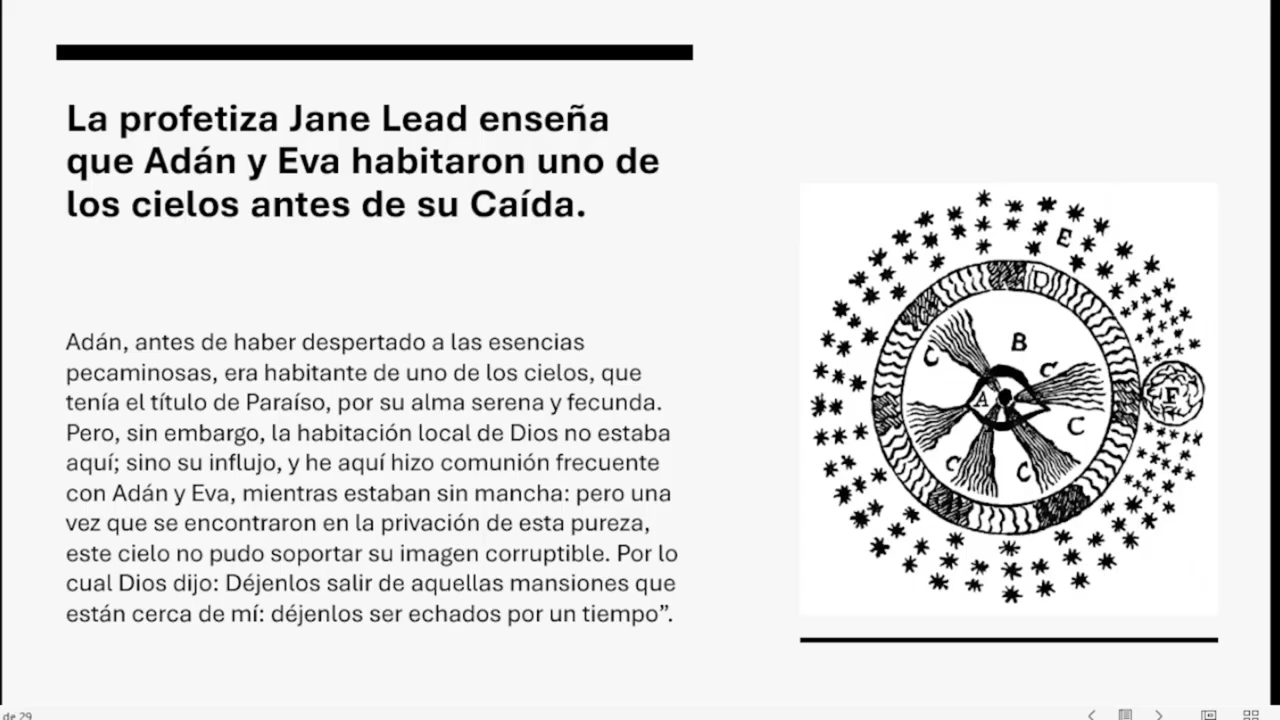 La profetiza Jane Lead enseña
que Adán y Eva habitaron uno de
los cielos antes de su Caída.
Adán, antes de haber despertado a las esencias
pecaminosas, era habitante de uno de los cielos, que
tenía el título de Paraíso, por su alma serena y fecunda.
Pero, sin embargo, la habitación local de Dios no estaba
aquí; sino su influjo, y he aquí hizo comunión frecuente
con Adán y Eva, mientras estaban sin mancha: pero una
vez que se encontraron en la privación de esta pureza,
este cielo no pudo soportar su imagen corruptible. Por lo
cual Dios dijo: Déjenlos salir de aquellas mansiones que
están cerca de mí: déjenlos ser echados por un tiempo”.
E
D
B
C
C
A
F
C
C
C
de 29